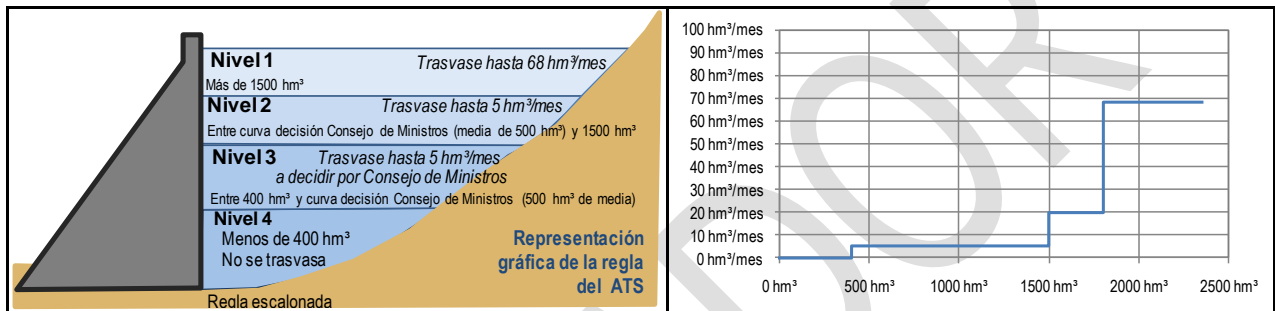 Nivel 1 Trasvase hasta 68 hm³/mes
Más de 1500 hm³
Nivel 2 Trasvase hasta 5 hm³/mes
Entre curva decisión Consejo de Ministros (media de 500 hm³) y 1500 hm³
Nivel 3 Trasvase hasta 5 hm³/mes
a decidir por Consejo de Ministros
Entre 400 hm³ y curva decisión Consejo de Ministros (500 hm³ de media)
Nivel 4
Menos de 400 hm³
No se trasvasa
Representación
gráfica de la regla
del ATS
Regla escalonada
100 hm³/mes
90 hm³/mes
80 hm³/mes
70 hm³/mes
60 hm³/mes
50 hm³/mes
40 hm³/mes
30 hm³/mes
20 hm³/mes
10 hm³/mes
0 hm³/mes
0 hm³ 500 hm³ 1000 hm³ 1500 hm³ 2000 hm³ 2500 hm³